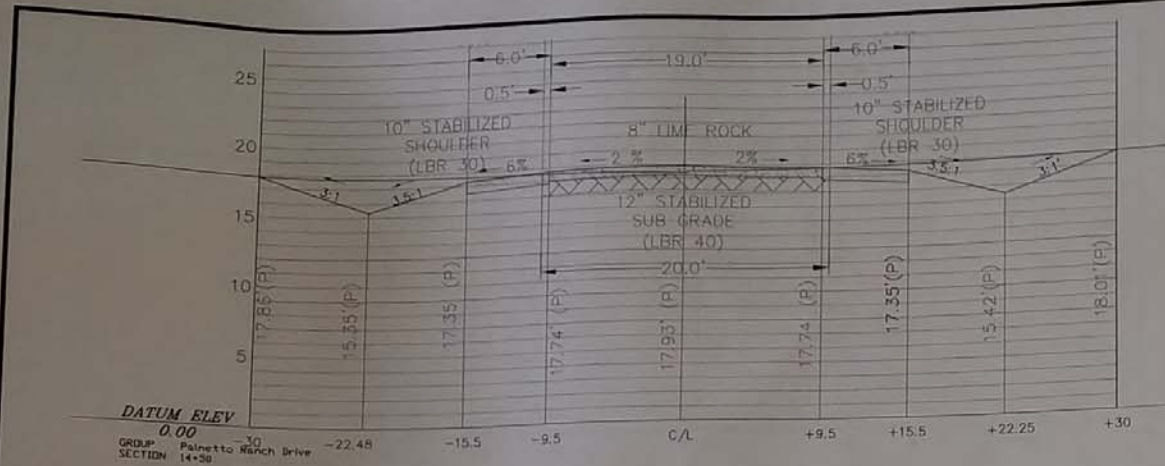 6.0'
19.0'
6.0'
25
0.5'
0.5'
10" STABILIZED
SHOULDER
(LBR 30)
8" LIME ROCK
10" STABILIZED
SHOULDER
(LBR 30)
20
6%
2 %
2%
6%
3:1
3.5:1
3.5:1
3:1'
15
12" STABILIZED
SUB GRADE
(LBR 40)
20.0'
10
17.85'(P)
15.35'(P)
17.35 (P)
17.74' (P)
17.93' (P)
17.74 (P)
17.35'(P)
15.42'(P)
18.01'(P)
5
DATUM ELEV
0.00
-30
-22.48
-15.5
-9.5
C/L
+9.5
+15.5
+22.25
+30
GROUP Palmetto Ranch Drive
SECTION 14+50